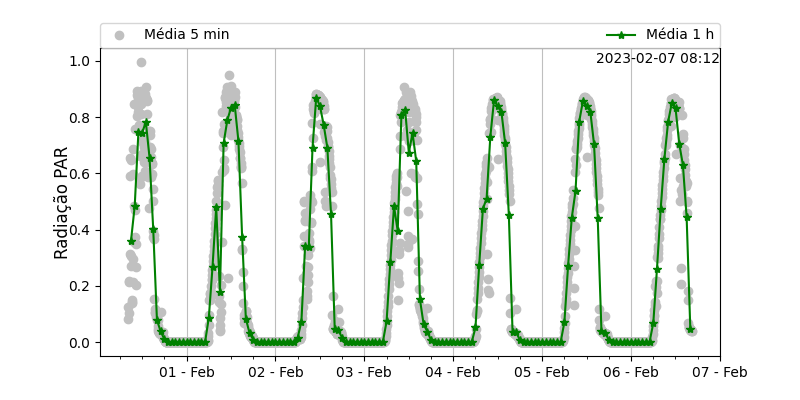 Média 5 min
Média 1 h
2023-02-07 08:12
Radiação PAR
1.0
0.8
0.6
0.4
0.2
0.0
01 - Feb
02 - Feb
03 - Feb
04 - Feb
05 - Feb
06 - Feb
07 - Feb